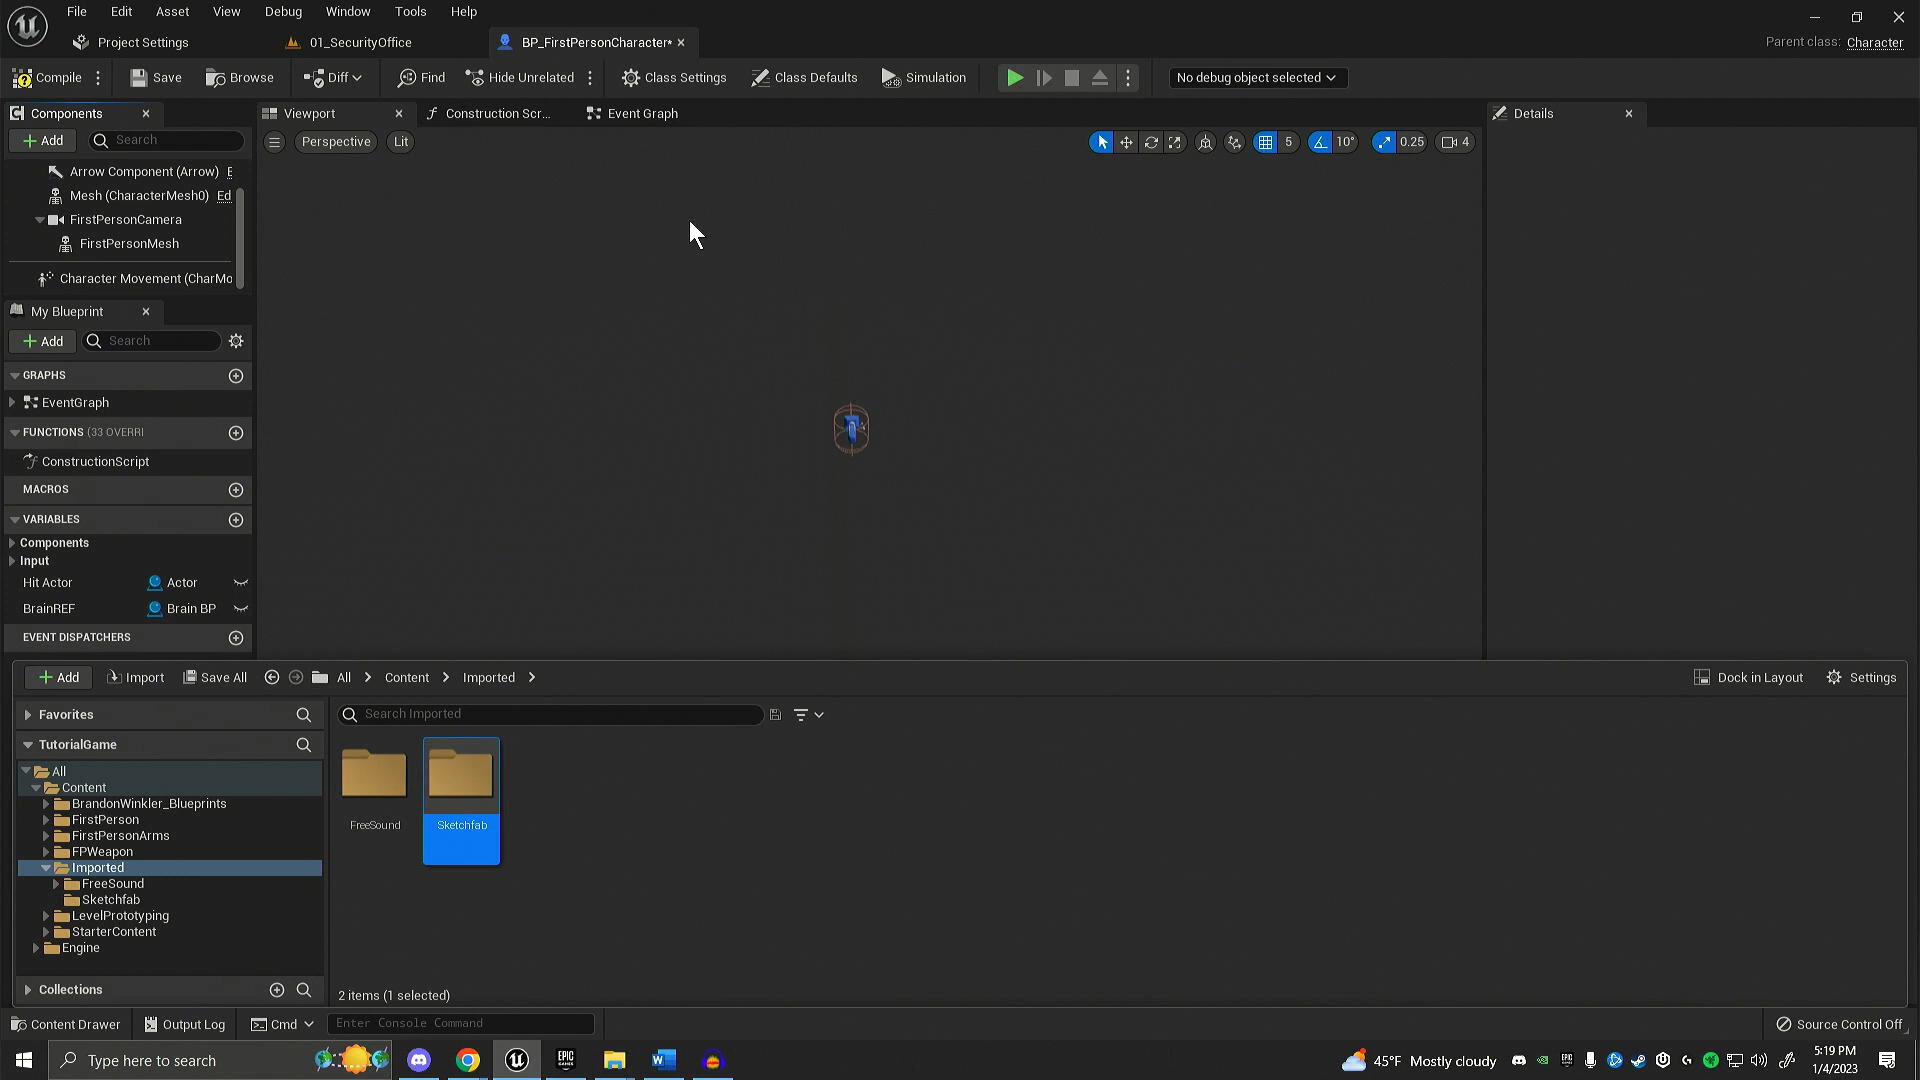 File Edit Asset View Debug Window Tools Help
Project Settings
01_SecurityOffice
BP_FirstPersonCharacter*
Parent class: Character
Compile
Save
Browse
Diff
Find
Hide Unrelated
Class Settings
Class Defaults
Simulation
No debug object selected
Components
Viewport
Construction Scr...
Event Graph
Details
Add
Search
Perspective
Lit
5
10°
0.25
4
Arrow Component (Arrow) E
Mesh (CharacterMesh0) Ed
FirstPersonCamera
FirstPersonMesh
Character Movement (CharMo
My Blueprint
Add
Search
GRAPHS
EventGraph
FUNCTIONS (33 OVERRI
ConstructionScript
MACROS
VARIABLES
Components
Input
Hit Actor Actor
BrainREF Brain BP
EVENT DISPATCHERS
Add
Import
Save All
All
Content
Imported
Dock in Layout
Settings
Favorites
Search Imported
TutorialGame
All
Content
BrandonWinkler_Blueprints
FirstPerson
FirstPersonArms
FPWeapon
Imported
FreeSound
Sketchfab
LevelPrototyping
StarterContent
Engine
FreeSound
Sketchfab
Collections
2 items (1 selected)
Content Drawer
Output Log
Cmd
Enter Console Command
Source Control Off
Type here to search
EPIC GAMES
W
45°F Mostly cloudy
5:19 PM
1/4/2023